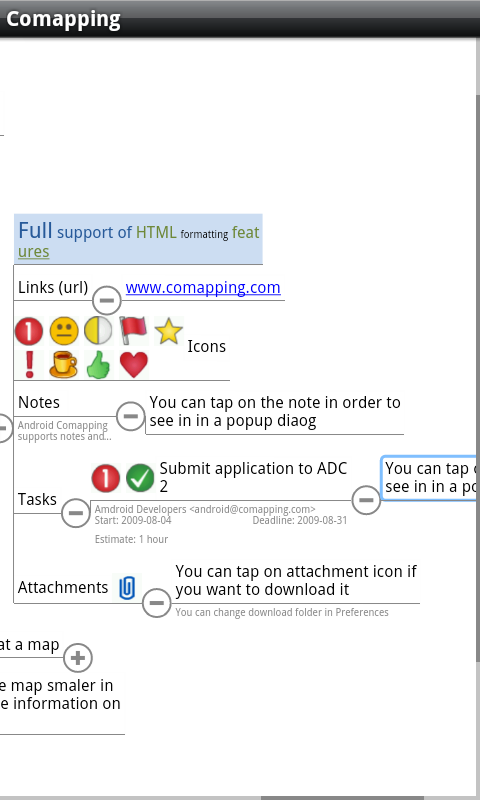 Comapping
Full support of HTML formatting feat
ures
Links (url)
www.comapping.com
1
Icons
Notes
Android Comapping
supports notes and...
You can tap on the note in order to
see in in a popup diaog
Tasks
1
Submit application to ADC
2
Amdroid Developers <android@comapping.com>
Start: 2009-08-04 Deadline: 2009-08-31
Estimate: 1 hour
You can tap
see in in a
Attachments
You can tap on attachment icon if
you want to download it
You can change download folder in Preferences
at a map
e map smaler in
e information on